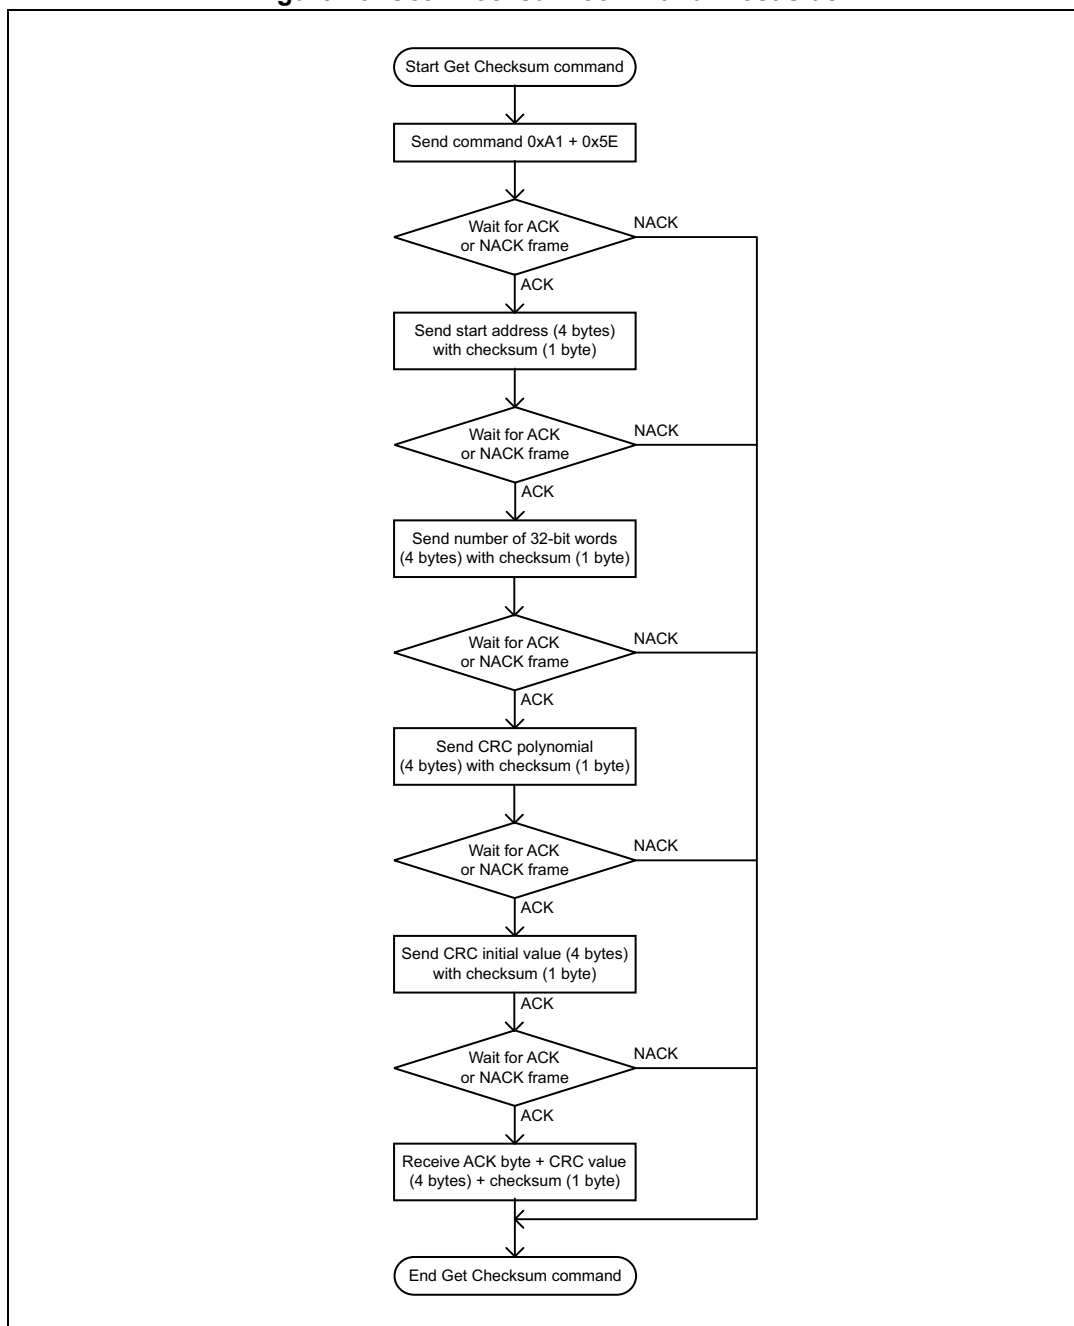 Start Get Checksum command
Send command 0xA1 + 0x5E
Wait for ACK
or NACK frame
NACK
ACK
Send start address (4 bytes)
with checksum (1 byte)
Wait for ACK
or NACK frame
NACK
ACK
Send number of 32-bit words
(4 bytes) with checksum (1 byte)
Wait for ACK
or NACK frame
NACK
ACK
Send CRC polynomial
(4 bytes) with checksum (1 byte)
Wait for ACK
or NACK frame
NACK
ACK
Send CRC initial value (4 bytes)
with checksum (1 byte)
ACK
Wait for ACK
or NACK frame
NACK
ACK
Receive ACK byte + CRC value
(4 bytes) + checksum (1 byte)
End Get Checksum command